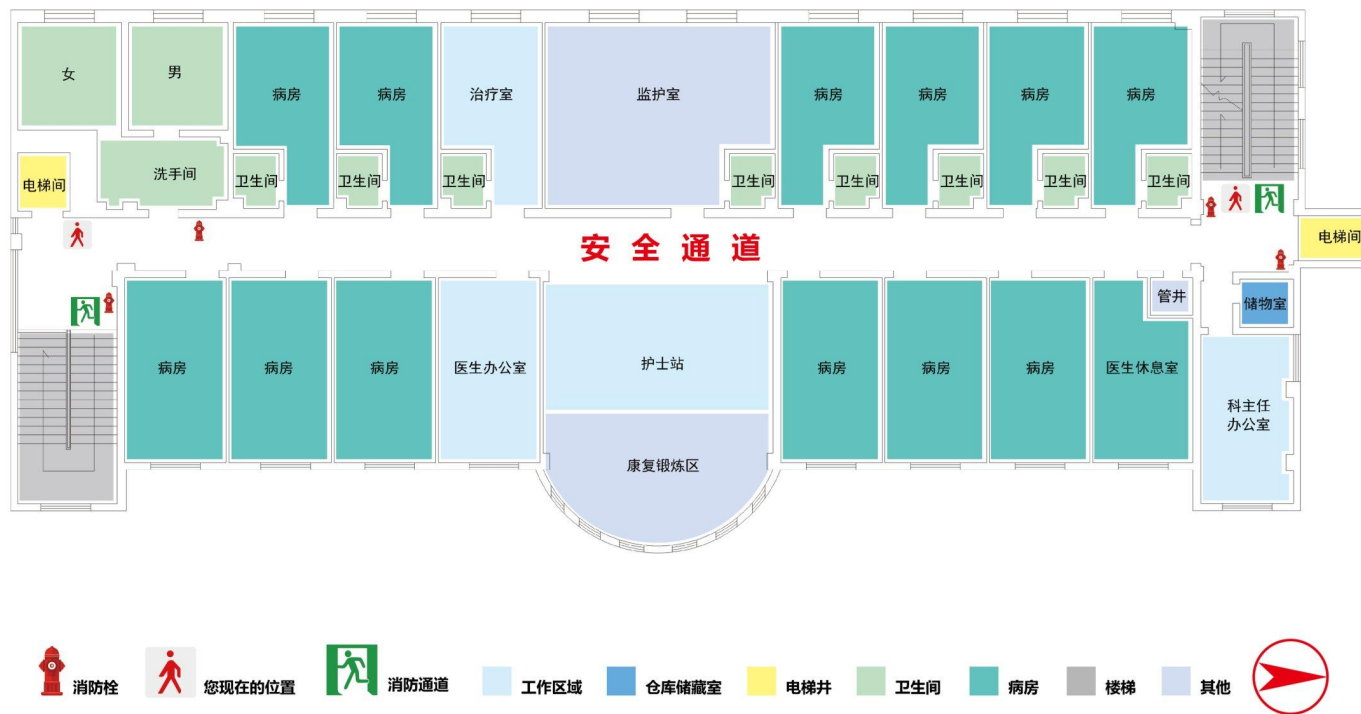 女
男
病房
病房
治疗室
监护室
病房
病房
病房
病房
洗手间
电梯间
卫生间
卫生间
卫生间
卫生间
卫生间
卫生间
卫生间
卫生间
安全通道
电梯间
管井
储物室
病房
病房
病房
医生办公室
护士站
病房
病房
病房
医生休息室
科主任
办公室
康复锻炼区
消防栓
您现在的位置
消防通道
工作区域
仓库储藏室
电梯井
卫生间
病房
楼梯
其他